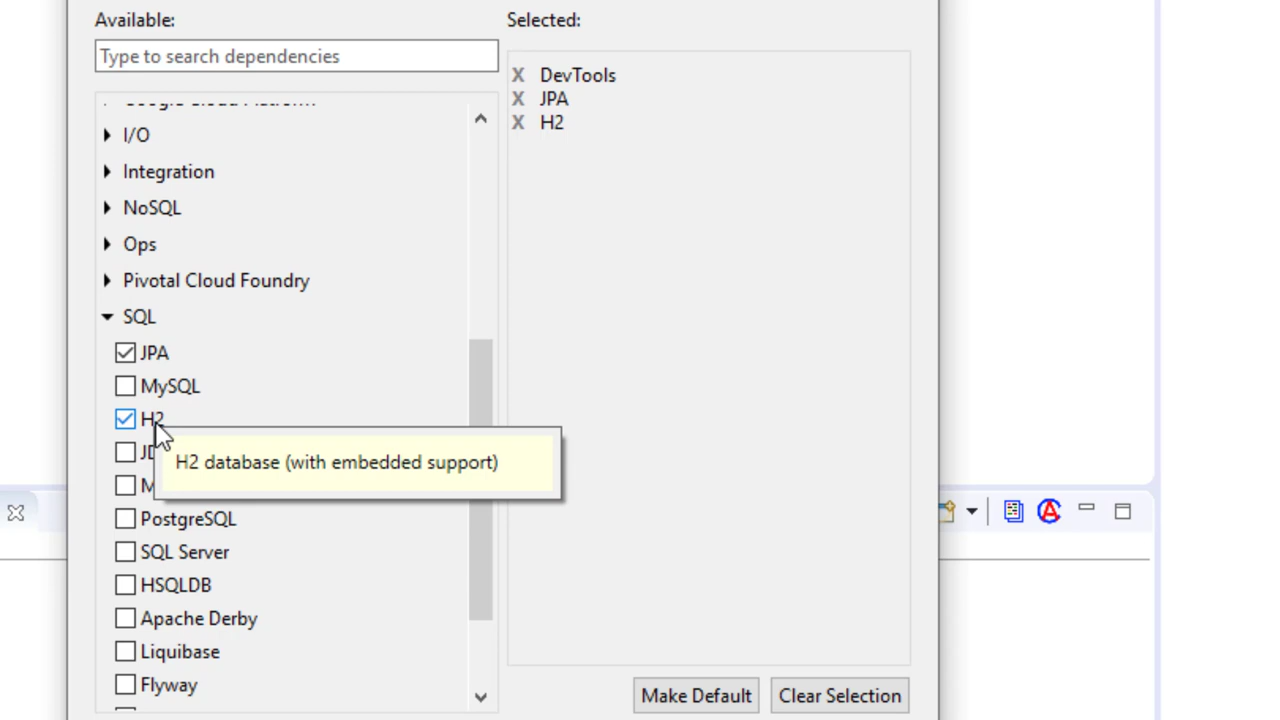 Available:
Selected:
Type to search dependencies
X DevTools
X JPA
X H2
I/O
Integration
NoSQL
Ops
Pivotal Cloud Foundry
SQL
JPA
MySQL
H2
H2 database (with embedded support)
PostgreSQL
SQL Server
HSQLDB
Apache Derby
Liquibase
Flyway
Make Default
Clear Selection